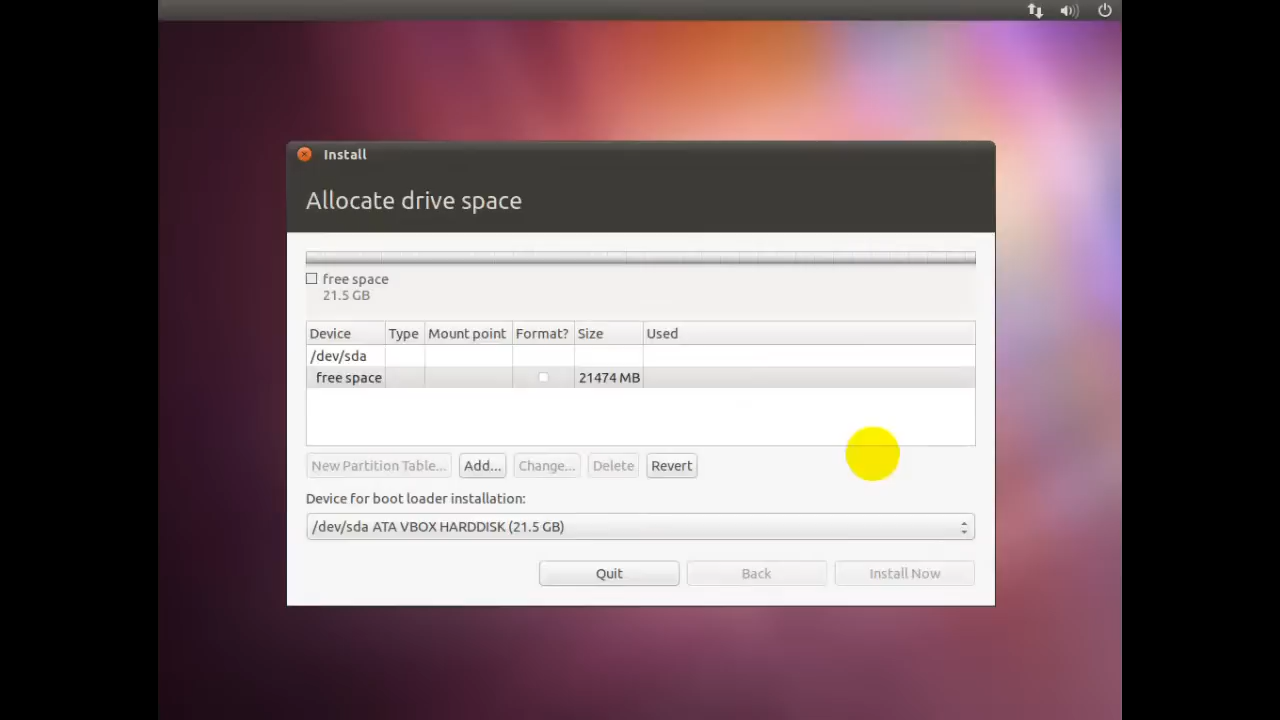 Install
Allocate drive space
free space
21.5 GB
Device Type Mount point Format? Size Used
/dev/sda
free space 21474 MB
New Partition Table... Add... Change... Delete Revert
Device for boot loader installation:
/dev/sda ATA VBOX HARDDISK (21.5 GB)
Quit Back Install Now